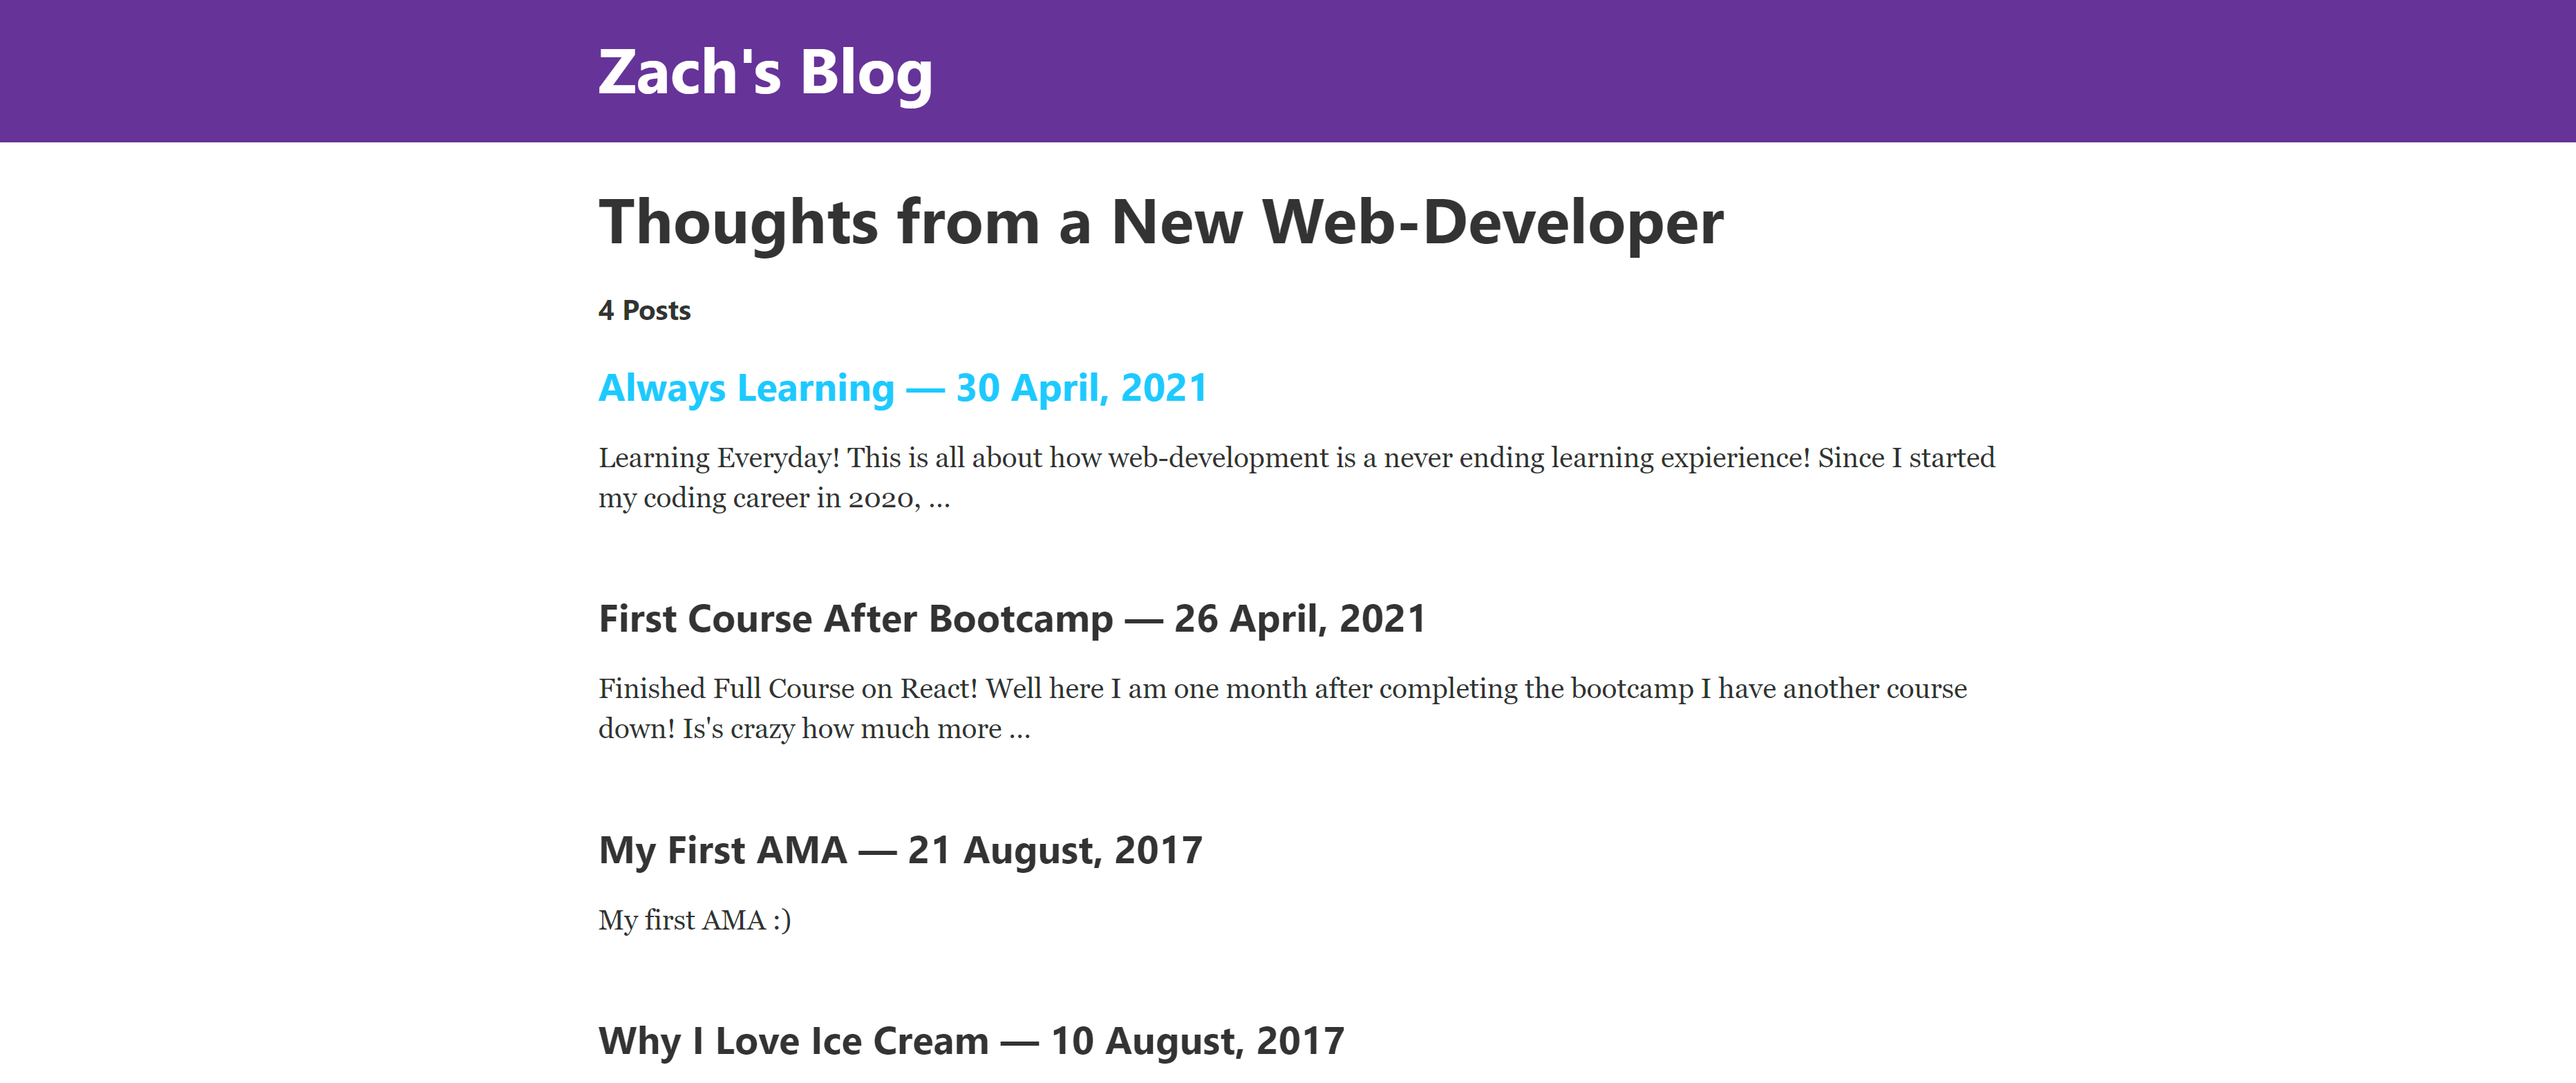 Zach's Blog
Thoughts from a New Web-Developer
4 Posts
Always Learning — 30 April, 2021
Learning Everyday! This is all about how web-development is a never ending learning expierience! Since I started
my coding career in 2020, ...
First Course After Bootcamp — 26 April, 2021
Finished Full Course on React! Well here I am one month after completing the bootcamp I have another course
down! Is's crazy how much more ...
My First AMA — 21 August, 2017
My first AMA :)
Why I Love Ice Cream — 10 August, 2017